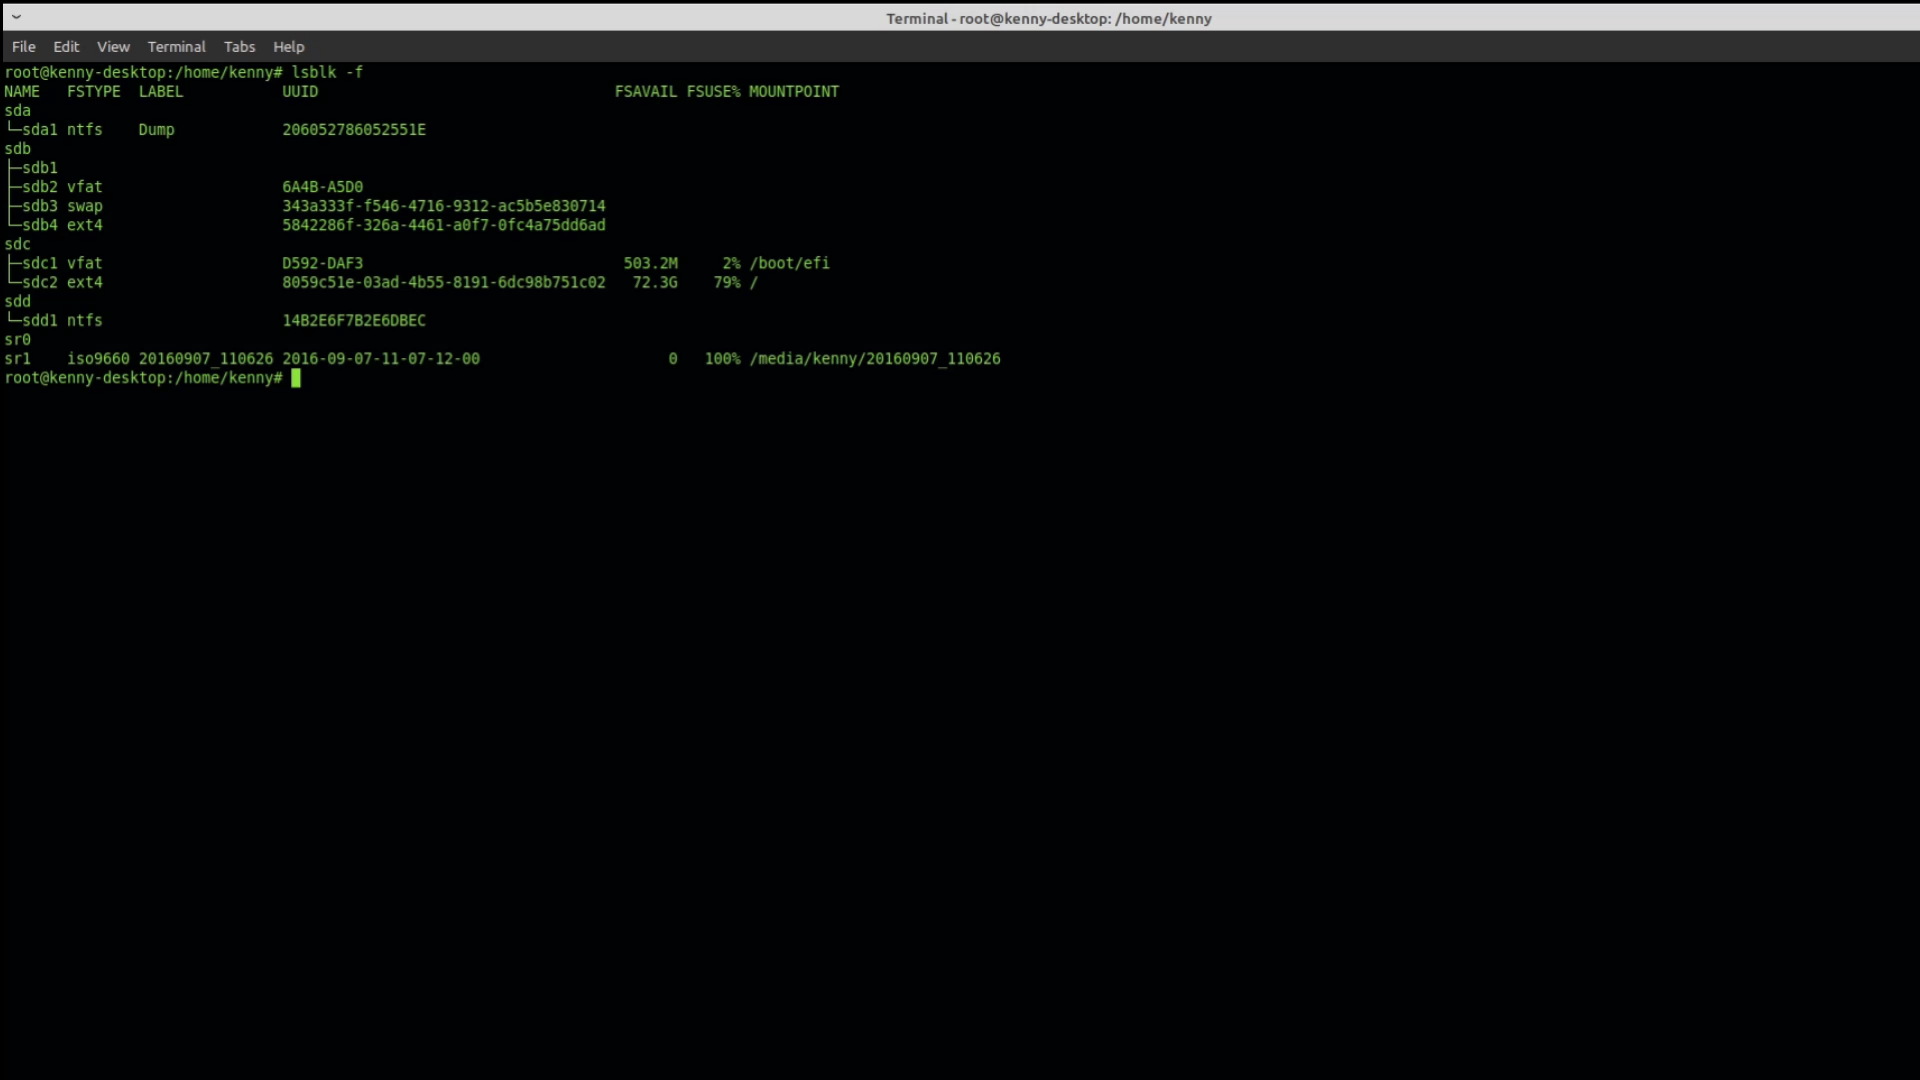 Terminal - root@kenny-desktop: /home/kenny
File Edit View Terminal Tabs Help
root@kenny-desktop:/home/kenny# lsblk -f
NAME   FSTYPE  LABEL           UUID                                 FSAVAIL FSUSE% MOUNTPOINT
sda
└─sda1 ntfs    Dump            206052786052551E
sdb
├─sdb1
├─sdb2 vfat                    6A4B-A5D0
├─sdb3 swap                    343a333f-f546-4716-9312-ac5b5e830714
└─sdb4 ext4                    5842286f-326a-4461-a0f7-0fc4a75dd6ad
sdc
├─sdc1 vfat                    D592-DAF3                             503.2M     2% /boot/efi
└─sdc2 ext4                    8059c51e-03ad-4b55-8191-6dc98b751c02   72.3G    79% /
sdd
└─sdd1 ntfs                    14B2E6F7B2E6DBEC
sr0
sr1    iso9660 20160907_110626 2016-09-07-11-07-12-00                     0   100% /media/kenny/20160907_110626
root@kenny-desktop:/home/kenny#